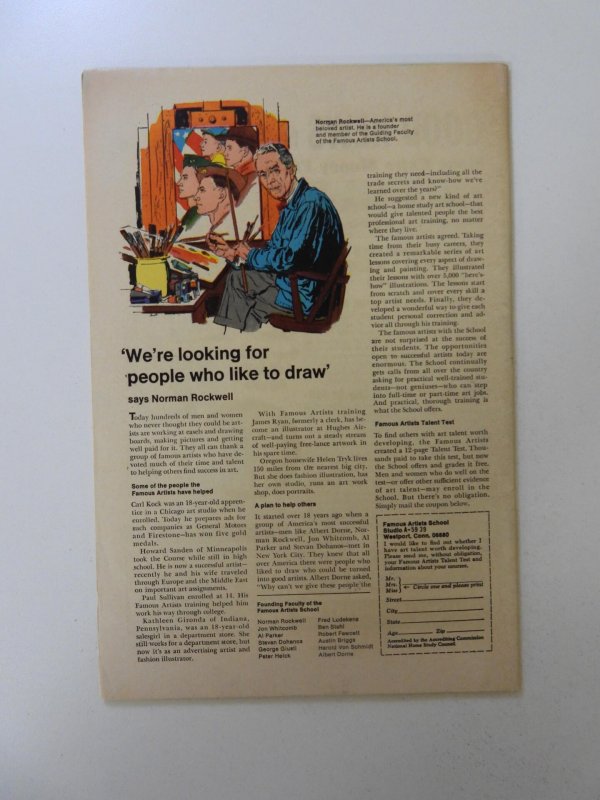 Norman Rockwell—America's most
beloved artist. He is a founder
and member of the Guiding Faculty
of the Famous Artists School.
'We're looking for
people who like to draw'
says Norman Rockwell
Today hundreds of men and women
who never thought they could be art-
ists are working at easels and drawing
boards, making pictures and getting
well paid for it. They all can thank a
group of famous artists who have de-
voted much of their time and talent
to helping others find success in art.
Some of the people the
Famous Artists have helped
Carl Kock was an 18-year-old appren-
tice in a Chicago art studio when he
enrolled. Today he prepares ads for
such companies as General Motors
and Firestone—has won five gold
medals.
Howard Sanden of Minneapolis
took the Course while still in high
school. He is now a successful artist—
recently he and his wife traveled
through Europe and the Middle East
on important art assignments.
Paul Sullivan enrolled at 14. His
Famous Artists training helped him
work his way through college.
Kathleen Gironda of Indiana,
Pennsylvania, was an 18-year-old
salesgirl in a department store. She
still works for a department store, but
now it's as an advertising artist and
fashion illustrator.
With Famous Artists training
James Ryan, formerly a clerk, has be-
come an illustrator at Hughes Air-
craft—and turns out a steady stream
of well-paying free-lance artwork in
his spare time.
Oregon housewife Helen Tryk lives
150 miles from the nearest big city.
But she does fashion illustration, has
her own studio, runs an art work
shop, does portraits.
A plan to help others
It started over 18 years ago when a
group of America's most successful
artists—men like Albert Dorne, Nor-
man Rockwell, Jon Whitcomb, Al
Parker and Stevan Dohanos—met in
New York City. They knew that all
over America there were people who
liked to draw who could be turned
into good artists. Albert Dorne asked,
"Why can't we give these people the
Founding Faculty of the
Famous Artists School
Norman Rockwell
Jon Whitcomb
Al Parker
Stevan Dohanos
George Giusti
Peter Helck
Fred Ludekens
Ben Stahl
Robert Fawcett
Austin Briggs
Harold Von Schmidt
Albert Dorne
training they need—including all the
trade secrets and know-how we've
learned over the years?"
He suggested a new kind of art
school—a home study art school—that
would give talented people the best
professional art training, no matter
where they live.
The famous artists agreed. Taking
time from their busy careers, they
created a remarkable series of art
lessons covering every aspect of draw-
ing and painting. They illustrated
their lessons with over 5,000 "here's-
how" illustrations. The lessons start
from scratch and cover every skill a
top artist needs. Finally, they de-
veloped a wonderful way to give each
student personal correction and ad-
vice all through his training.
The famous artists with the School
are not surprised at the success of
their students. The opportunities
open to successful artists today are
enormous. The School continually
gets calls from all over the country
asking for practical well-trained stu-
dents—not geniuses—who can step
into full-time or part-time art jobs.
And practical, thorough training is
what the School offers.
Famous Artists Talent Test
To find others with art talent worth
developing, the Famous Artists
created a 12-page Talent Test. Thou-
sands paid to take this test, but now
the School offers and grades it free.
Men and women who do well on the
test—or offer other sufficient evidence
of art talent—may enroll in the
School. But there's no obligation.
Simply mail the coupon below.
Famous Artists School
Studio A-59 J9
Westport, Conn. 06880
I would like to find out whether I
have art talent worth developing.
Please send me, without obligation,
your Famous Artists Talent Test and
information about your courses.
Mr.
Mrs. Circle one and please print
Miss
Street
City
State
Age Zip
Accredited by the Accrediting Commission
National Home Study Council.